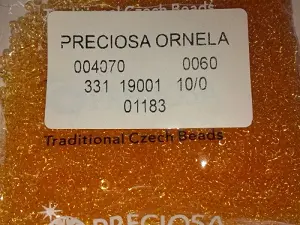 PRECIOSA ORNELA
004070 0060
331 19001 10/0
01183
Traditional Czech Beads
PRECIOSA